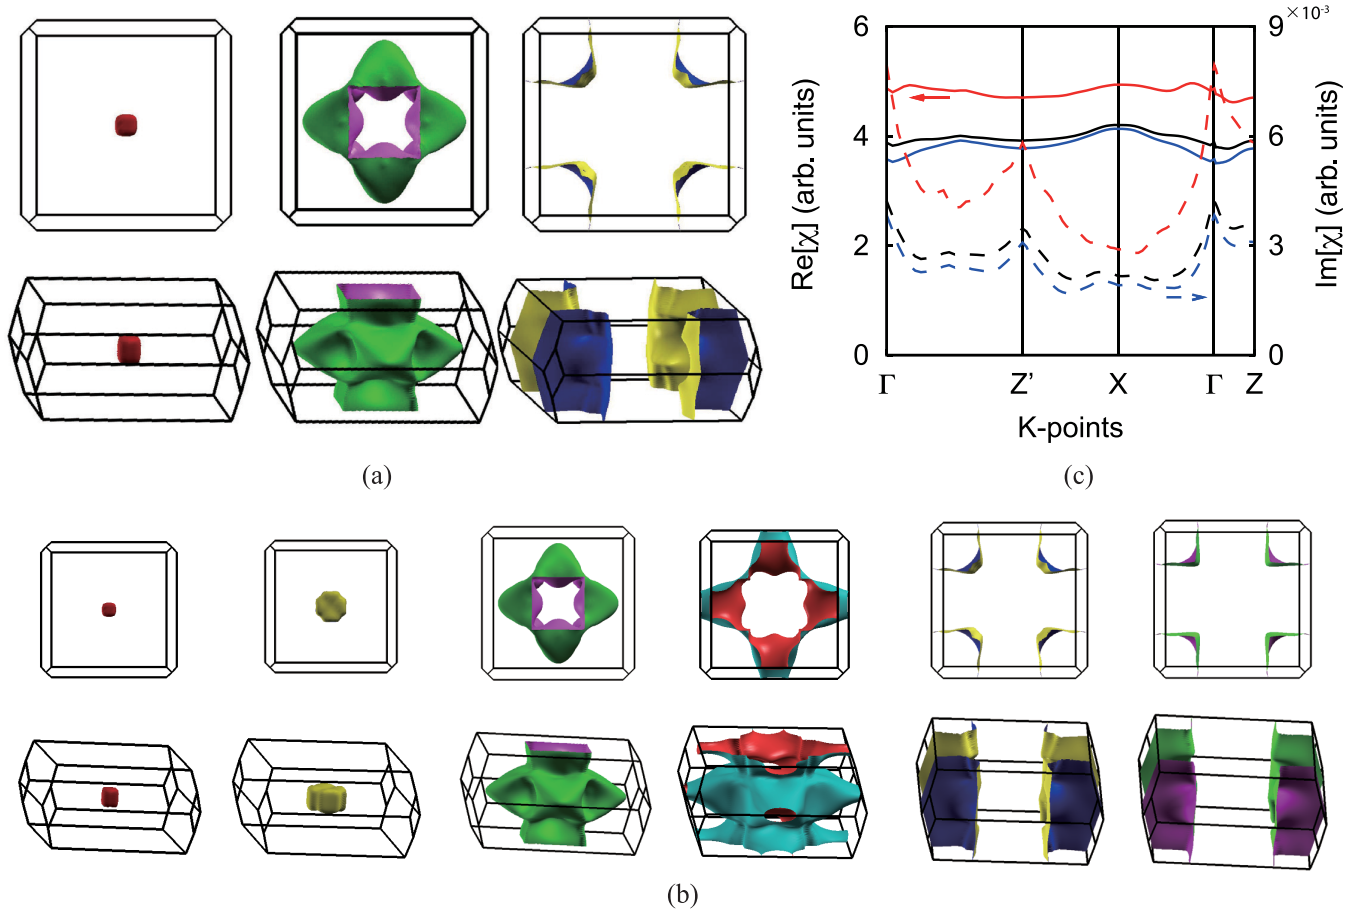 6
4
2
0
Re[χ] (arb. units)
9
×10-3
6
3
0
Im[χ] (arb. units)
Γ Z' X Γ Z
K-points
(a)
(c)
(b)